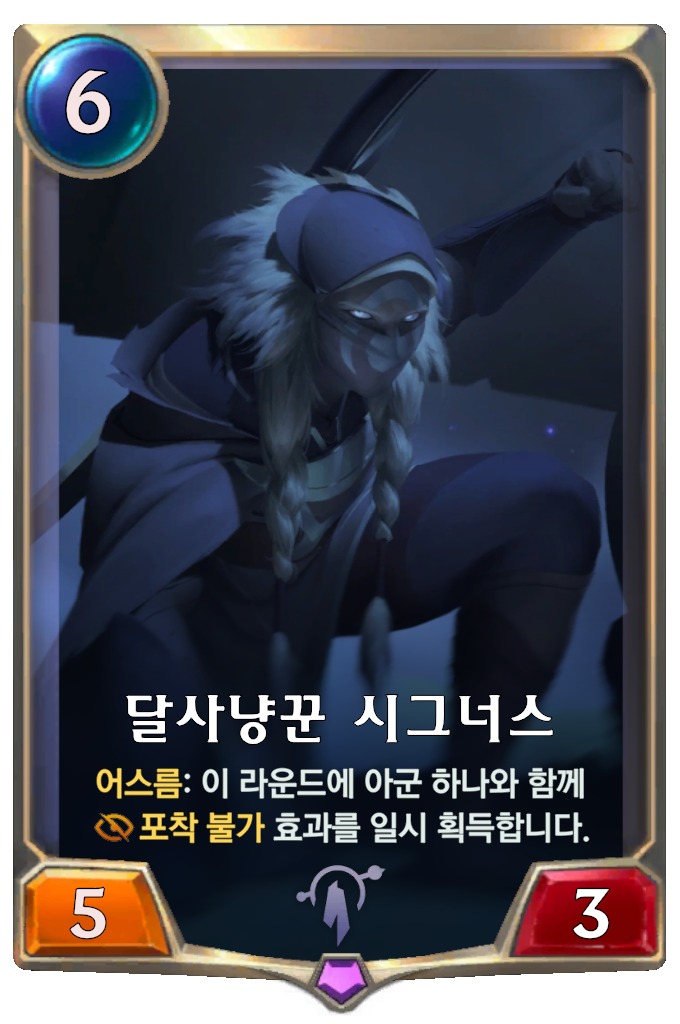 6
달사냥꾼 시그너스
어스름: 이 라운드에 아군 하나와 함께
포착 불가 효과를 일시 획득합니다.
5
3